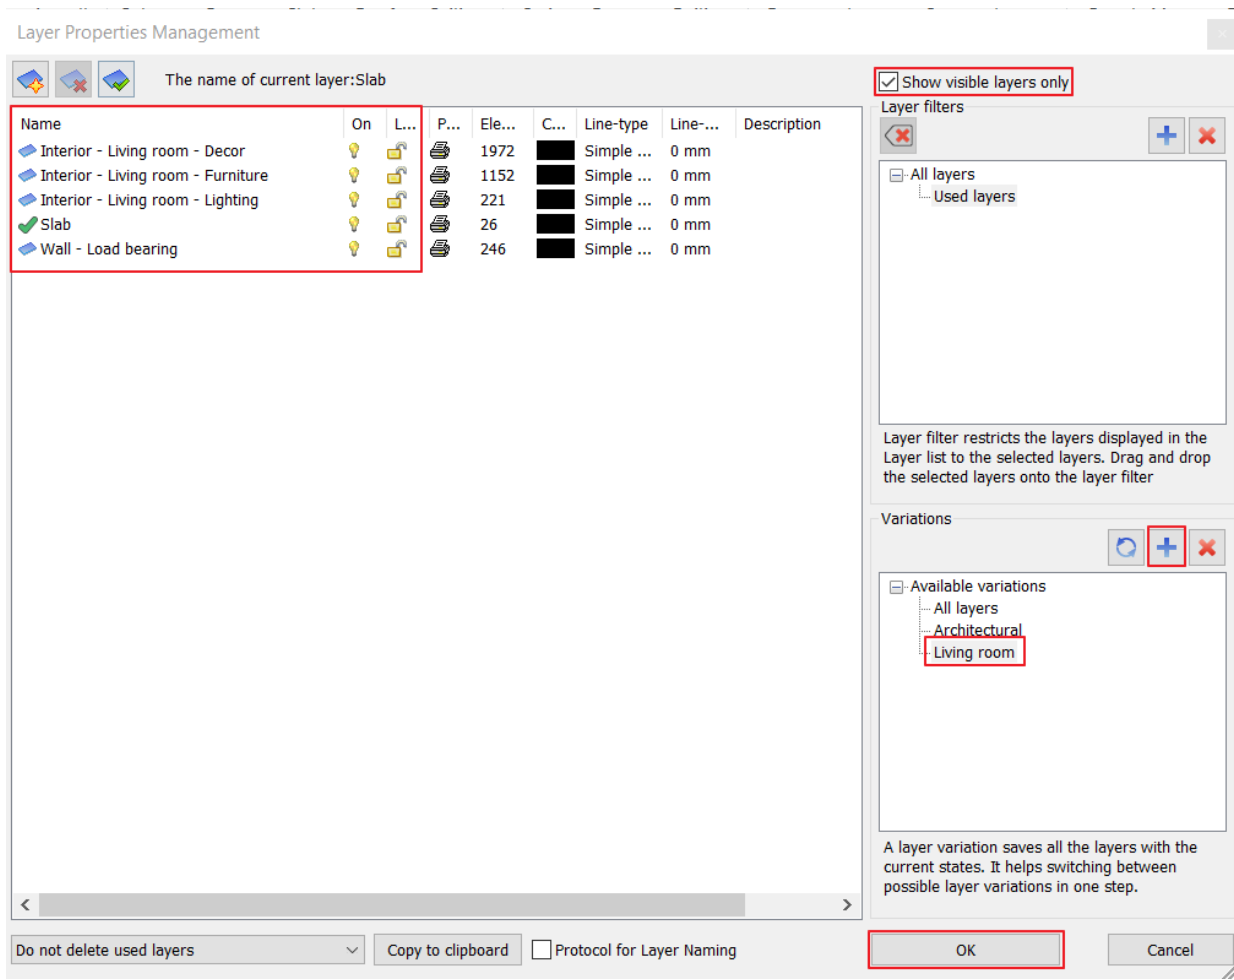 Layer Properties Management
The name of current layer:Slab
Show visible layers only
Name On L... P... Ele... C... Line-type Line-... Description
Interior - Living room - Decor 1972 Simple ... 0 mm
Interior - Living room - Furniture 1152 Simple ... 0 mm
Interior - Living room - Lighting 221 Simple ... 0 mm
Slab 26 Simple ... 0 mm
Wall - Load bearing 246 Simple ... 0 mm
Layer filters
All layers
Used layers
Layer filter restricts the layers displayed in the
Layer list to the selected layers. Drag and drop
the selected layers onto the layer filter
Variations
Available variations
All layers
Architectural
Living room
A layer variation saves all the layers with the
current states. It helps switching between
possible layer variations in one step.
Do not delete used layers
Copy to clipboard
Protocol for Layer Naming
OK
Cancel